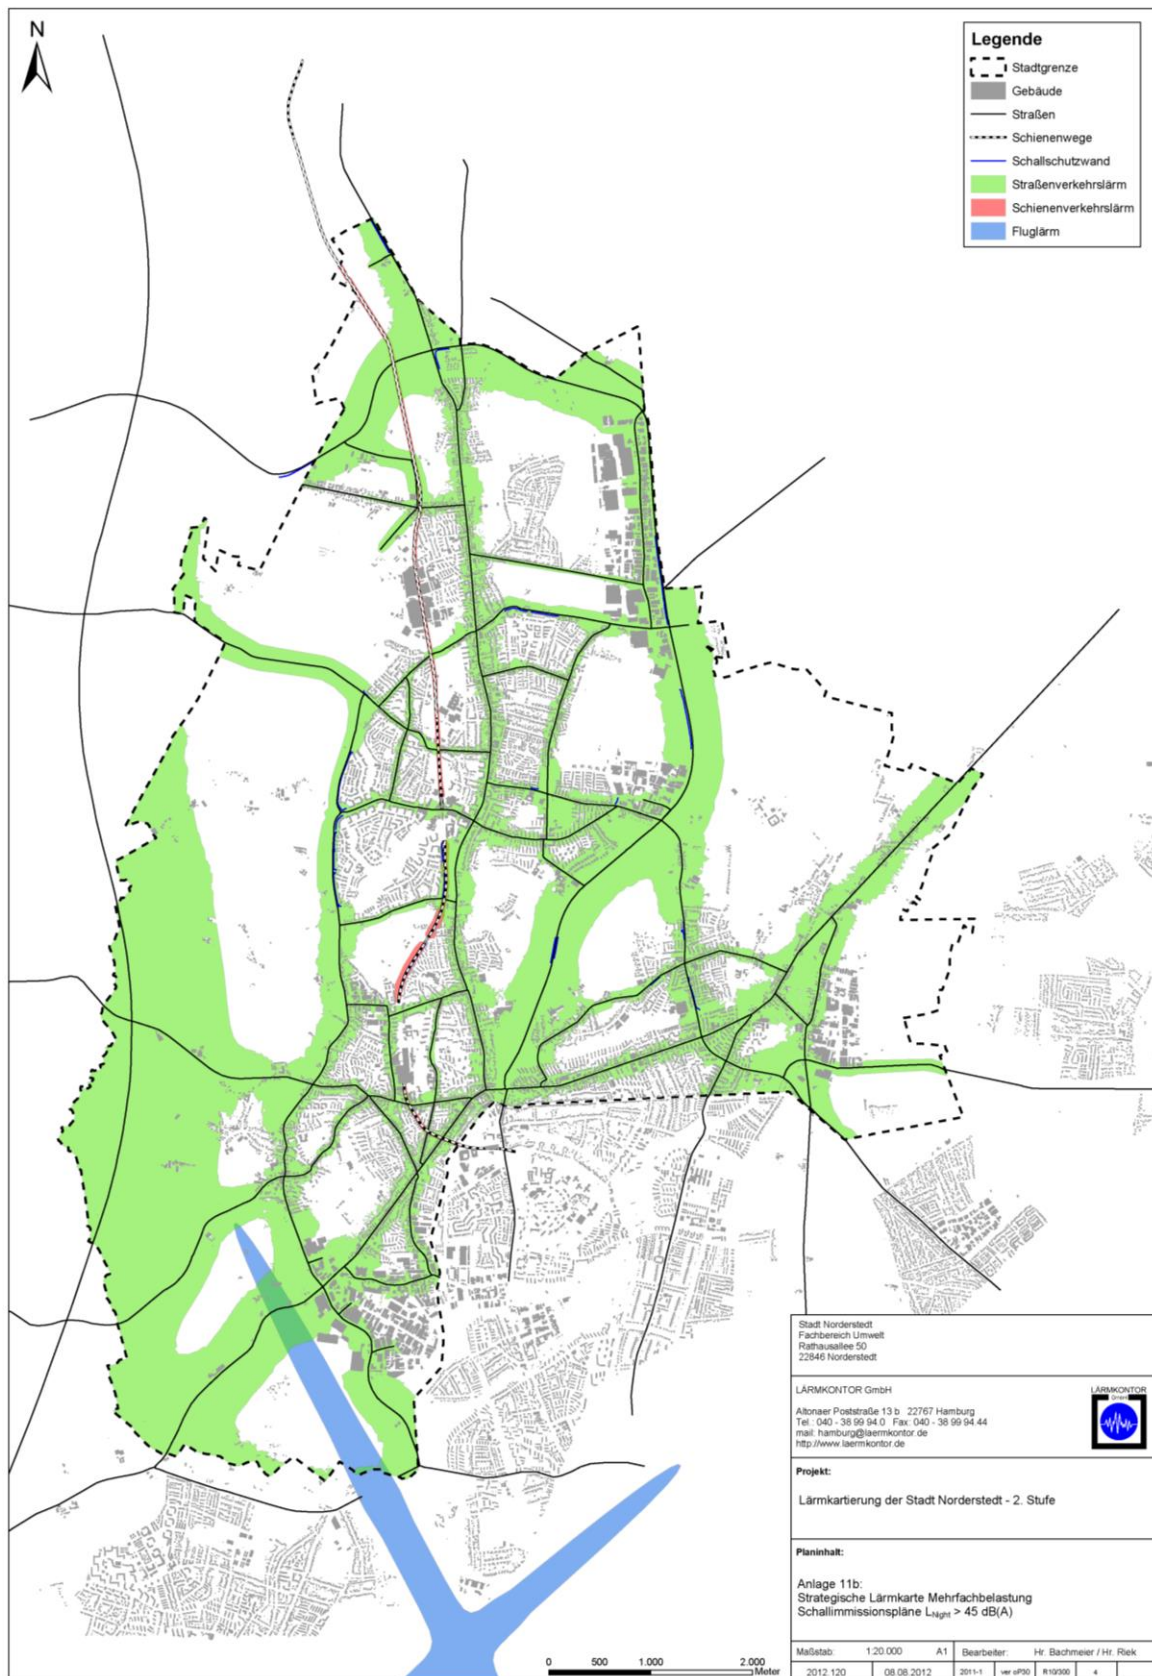 N
Legende
Stadtgrenze
Gebäude
Straßen
Schienenwege
Schallschutzwand
Straßenverkehrslärm
Schienenverkehrslärm
Fluglärm
Stadt Norderstedt
Fachbereich Umwelt
Rathausallee 50
22846 Norderstedt
LÄRMKONTOR GmbH
Altonaer Poststraße 13 b 22767 Hamburg
Tel.: 040 - 38 99 94.0 Fax: 040 - 38 99 94.44
mail: hamburg@laermkontor.de
http://www.laermkontor.de
LÄRMKONTOR
GmbH
Projekt:
Lärmkartierung der Stadt Norderstedt - 2. Stufe
Planinhalt:
Anlage 11b:
Strategische Lärmkarte Mehrfachbelastung
Schallimmissionspläne LNight > 45 dB(A)
Maßstab: 1:20.000 A1 Bearbeiter: Hr. Bachmeier / Hr. Riek
2012.120 08.08.2012 2011-1
0 500 1.000 2.000
Meter